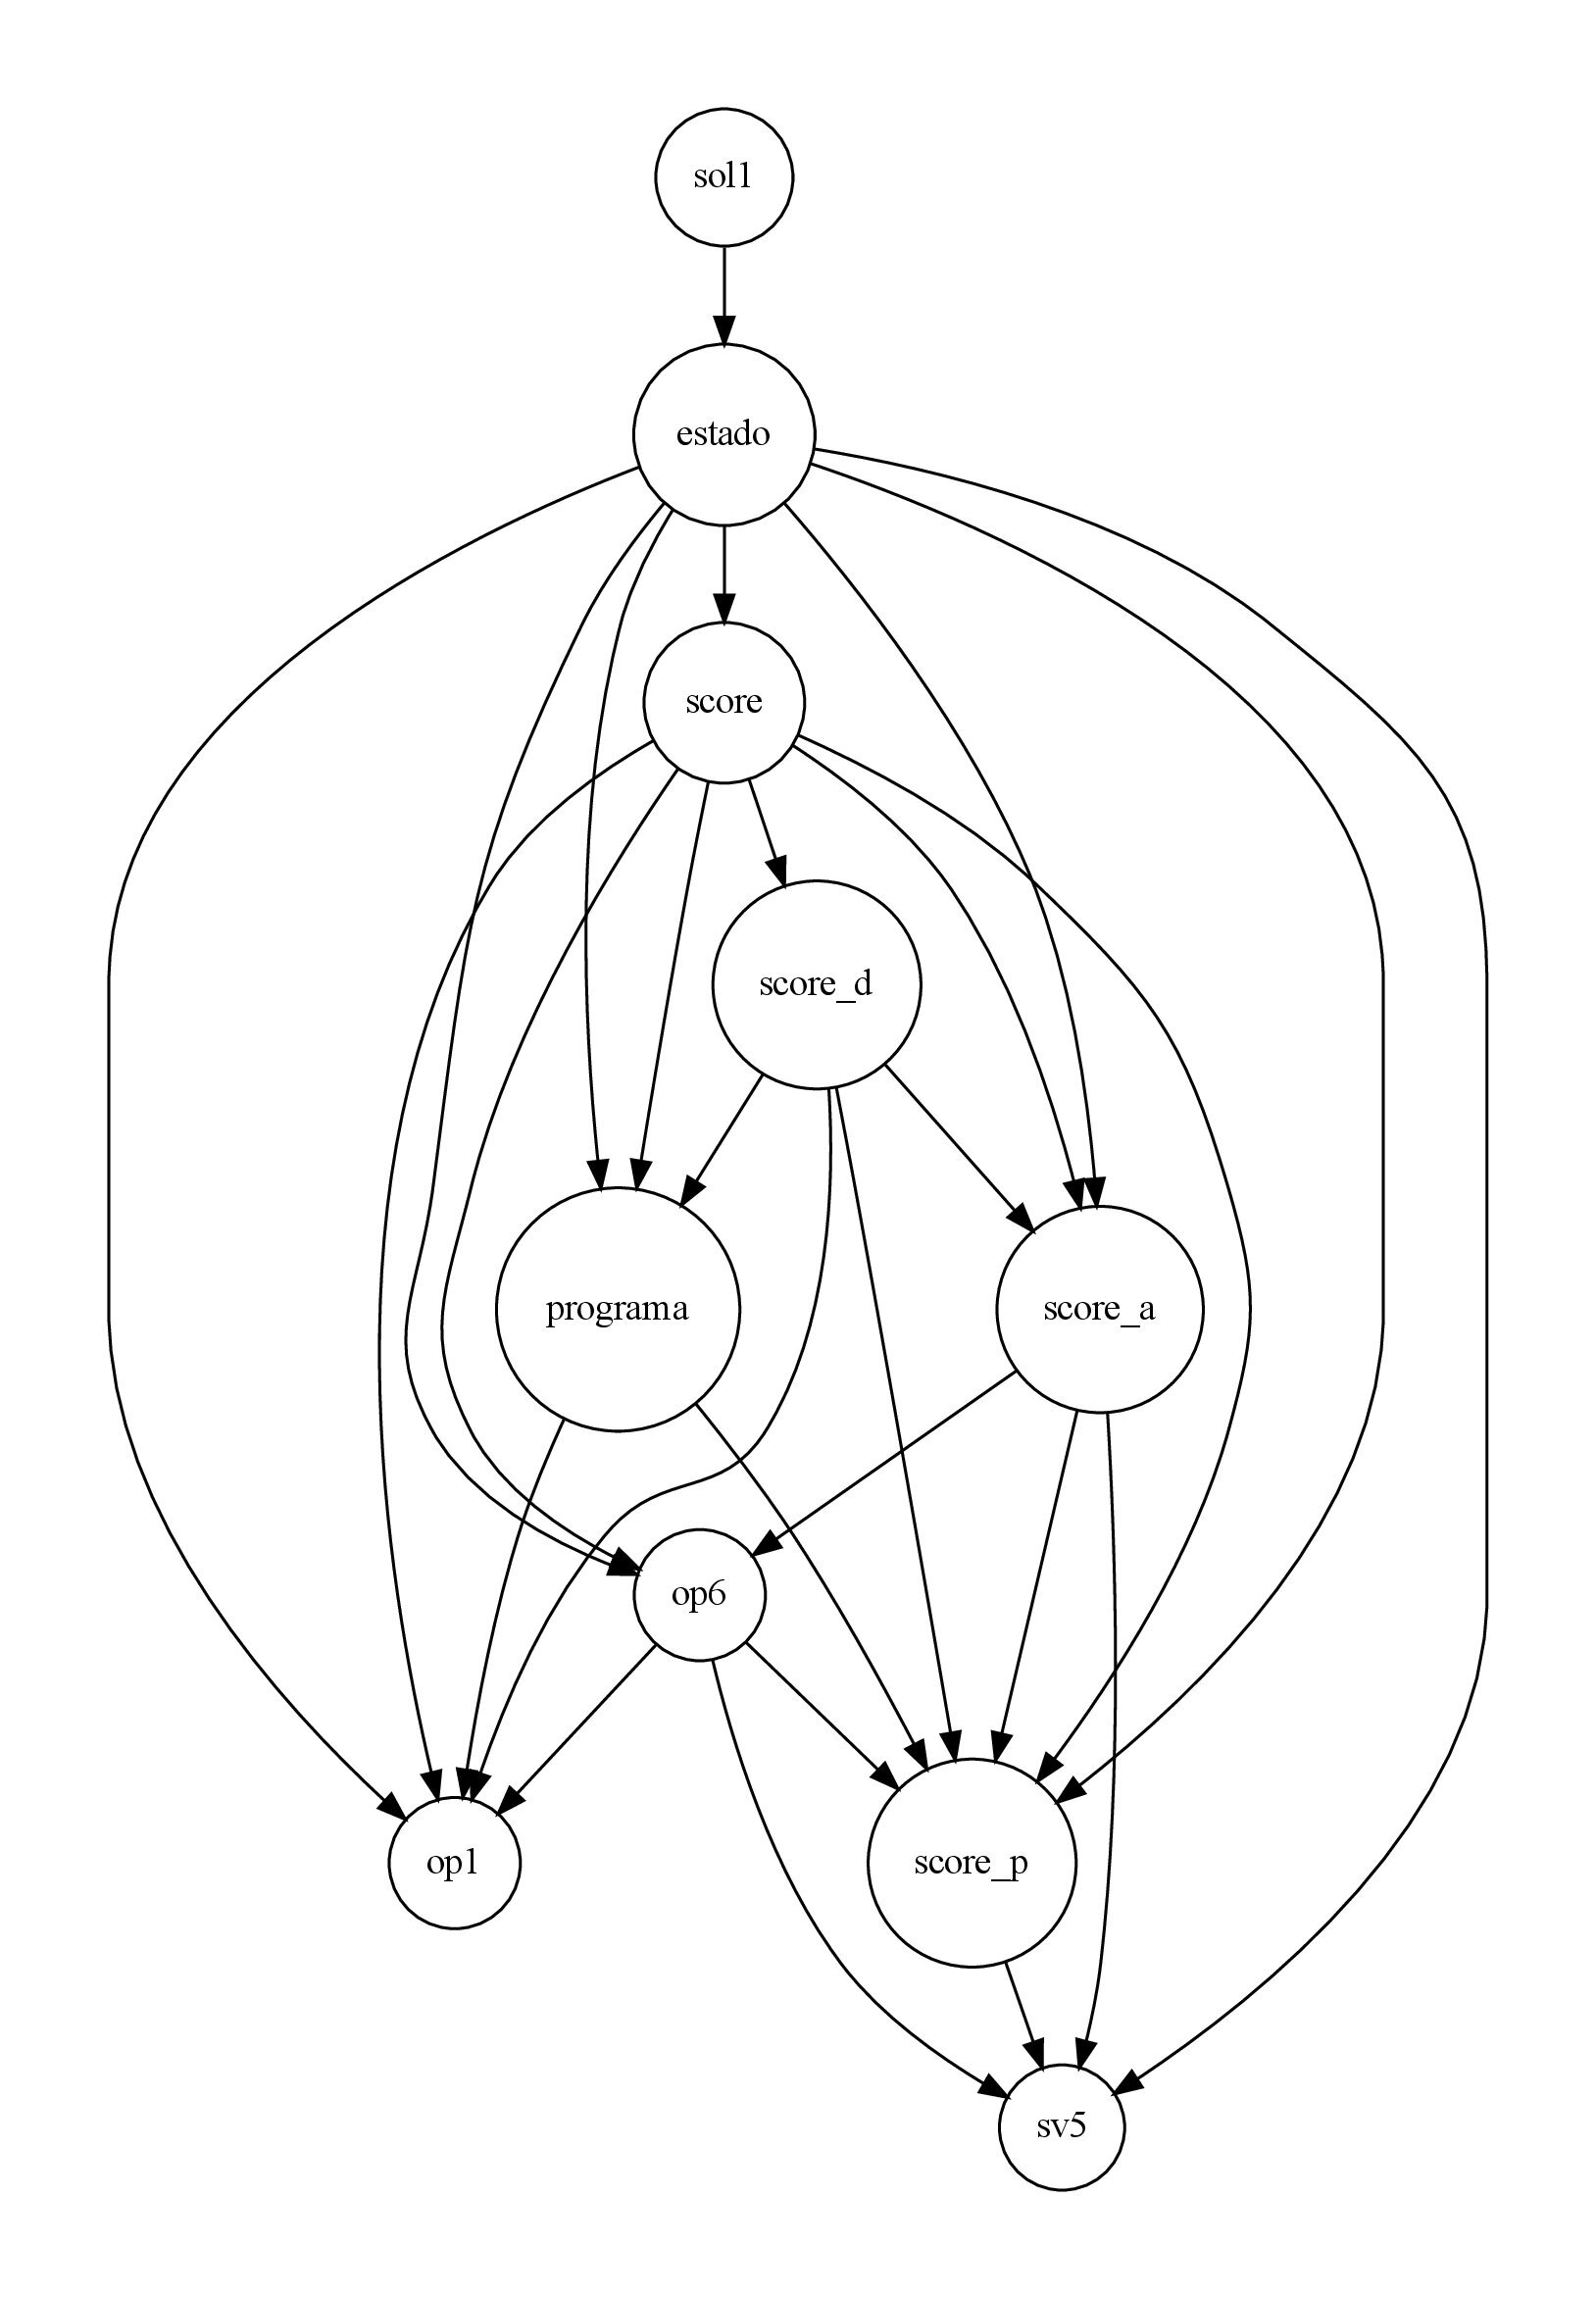 sol1
estado
score
score_d
programa
score_a
op6
op1
score_p
sv5